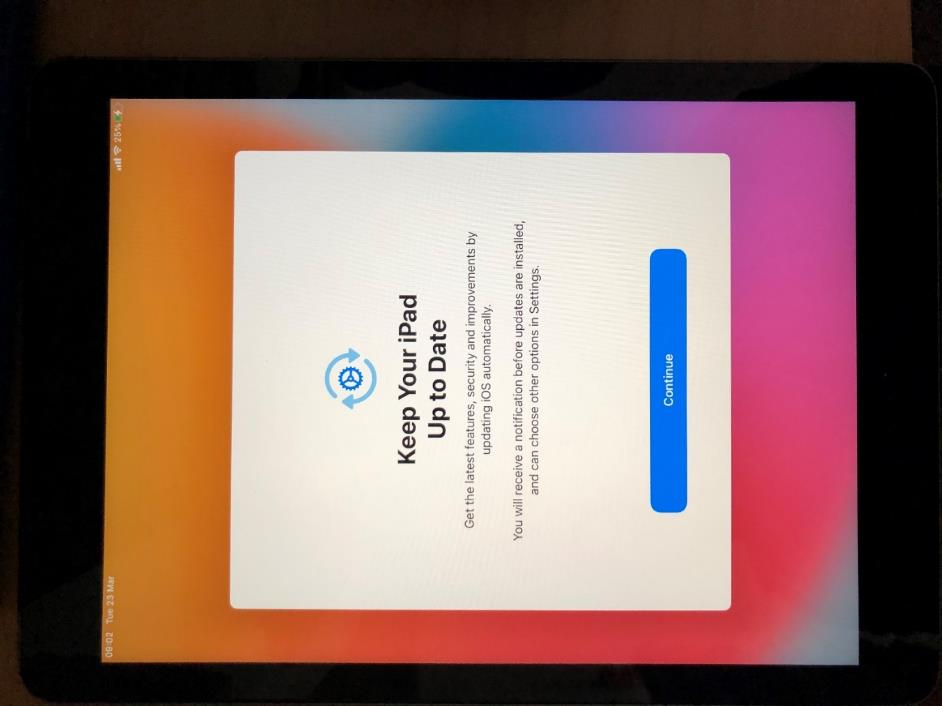 09:02 Tue 23 Mar
25%
Keep Your iPad
Up to Date
Get the latest features, security and improvements by
updating iOS automatically.
You will receive a notification before updates are installed,
and can choose other options in Settings.
Continue